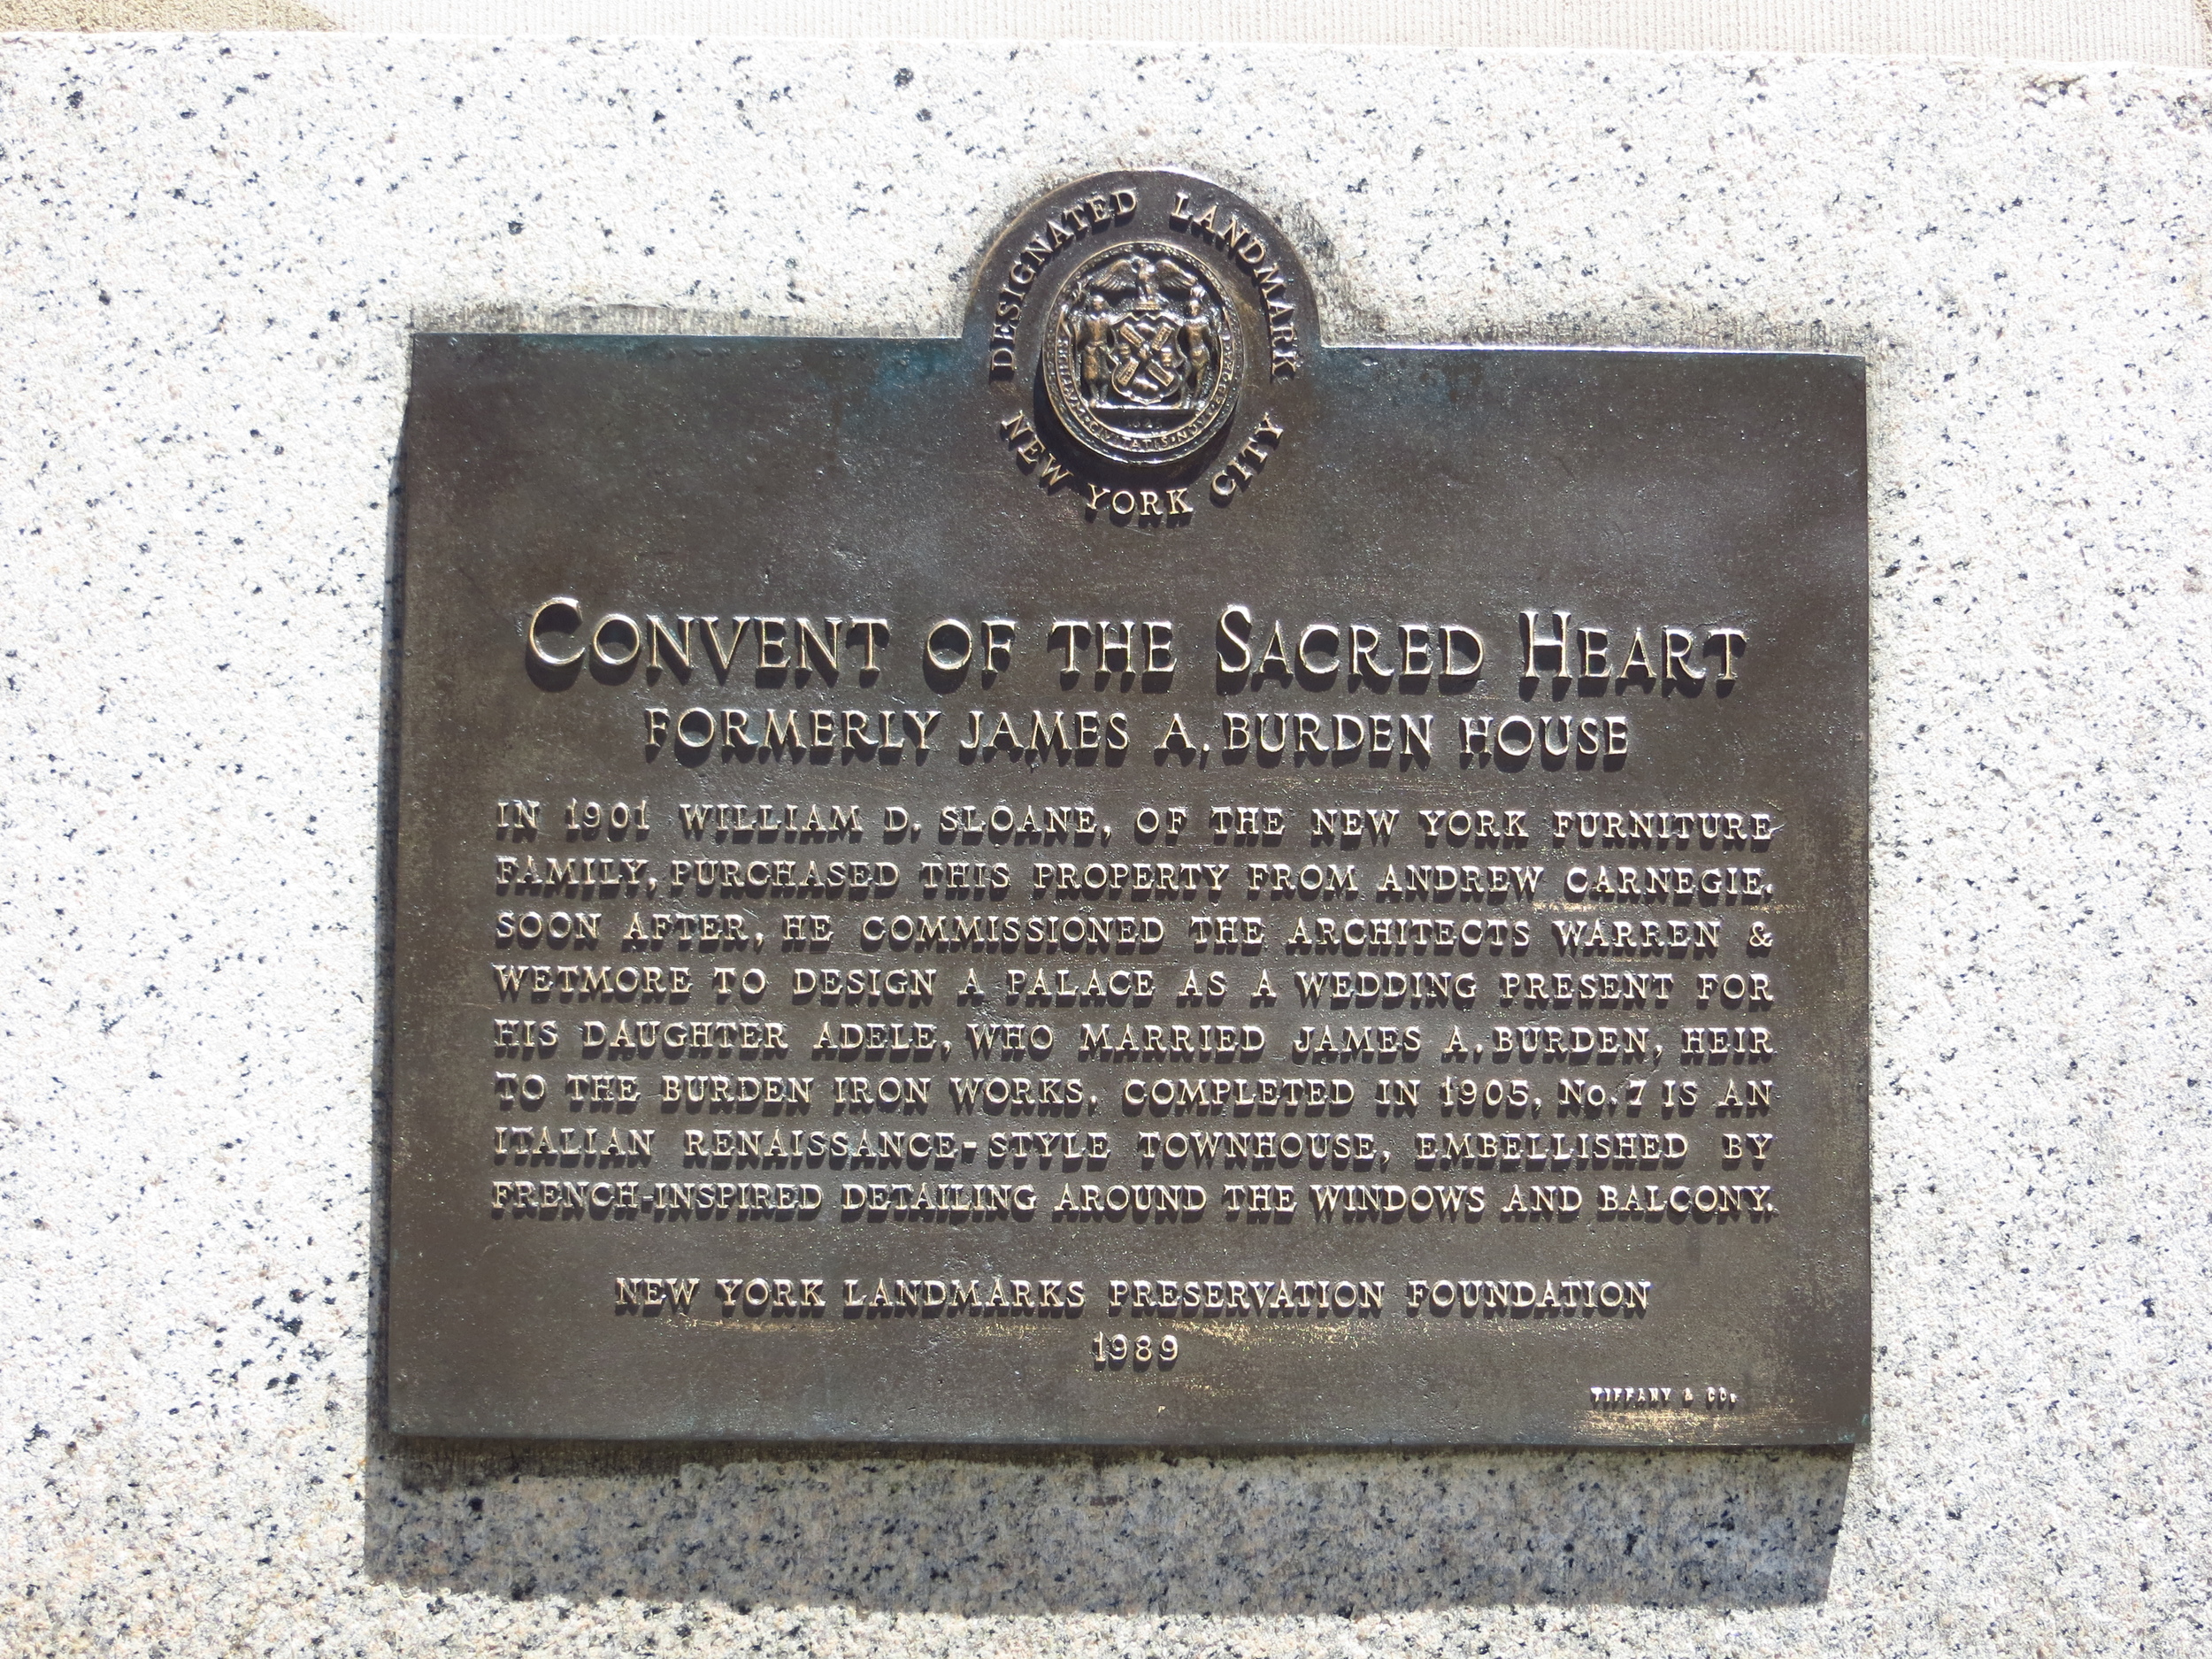 DESIGNATED LANDMARK
NEW YORK CITY
CONVENT OF THE SACRED HEART
FORMERLY JAMES A. BURDEN HOUSE
IN 1901 WILLIAM D. SLOANE, OF THE NEW YORK FURNITURE
FAMILY, PURCHASED THIS PROPERTY FROM ANDREW CARNEGIE.
SOON AFTER, HE COMMISSIONED THE ARCHITECTS WARREN &
WETMORE TO DESIGN A PALACE AS A WEDDING PRESENT FOR
HIS DAUGHTER ADELE, WHO MARRIED JAMES A. BURDEN, HEIR
TO THE BURDEN IRON WORKS. COMPLETED IN 1905, No. 7 IS AN
ITALIAN RENAISSANCE-STYLE TOWNHOUSE, EMBELLISHED BY
FRENCH-INSPIRED DETAILING AROUND THE WINDOWS AND BALCONY.
NEW YORK LANDMARKS PRESERVATION FOUNDATION
1989
TIFFANY & CO.